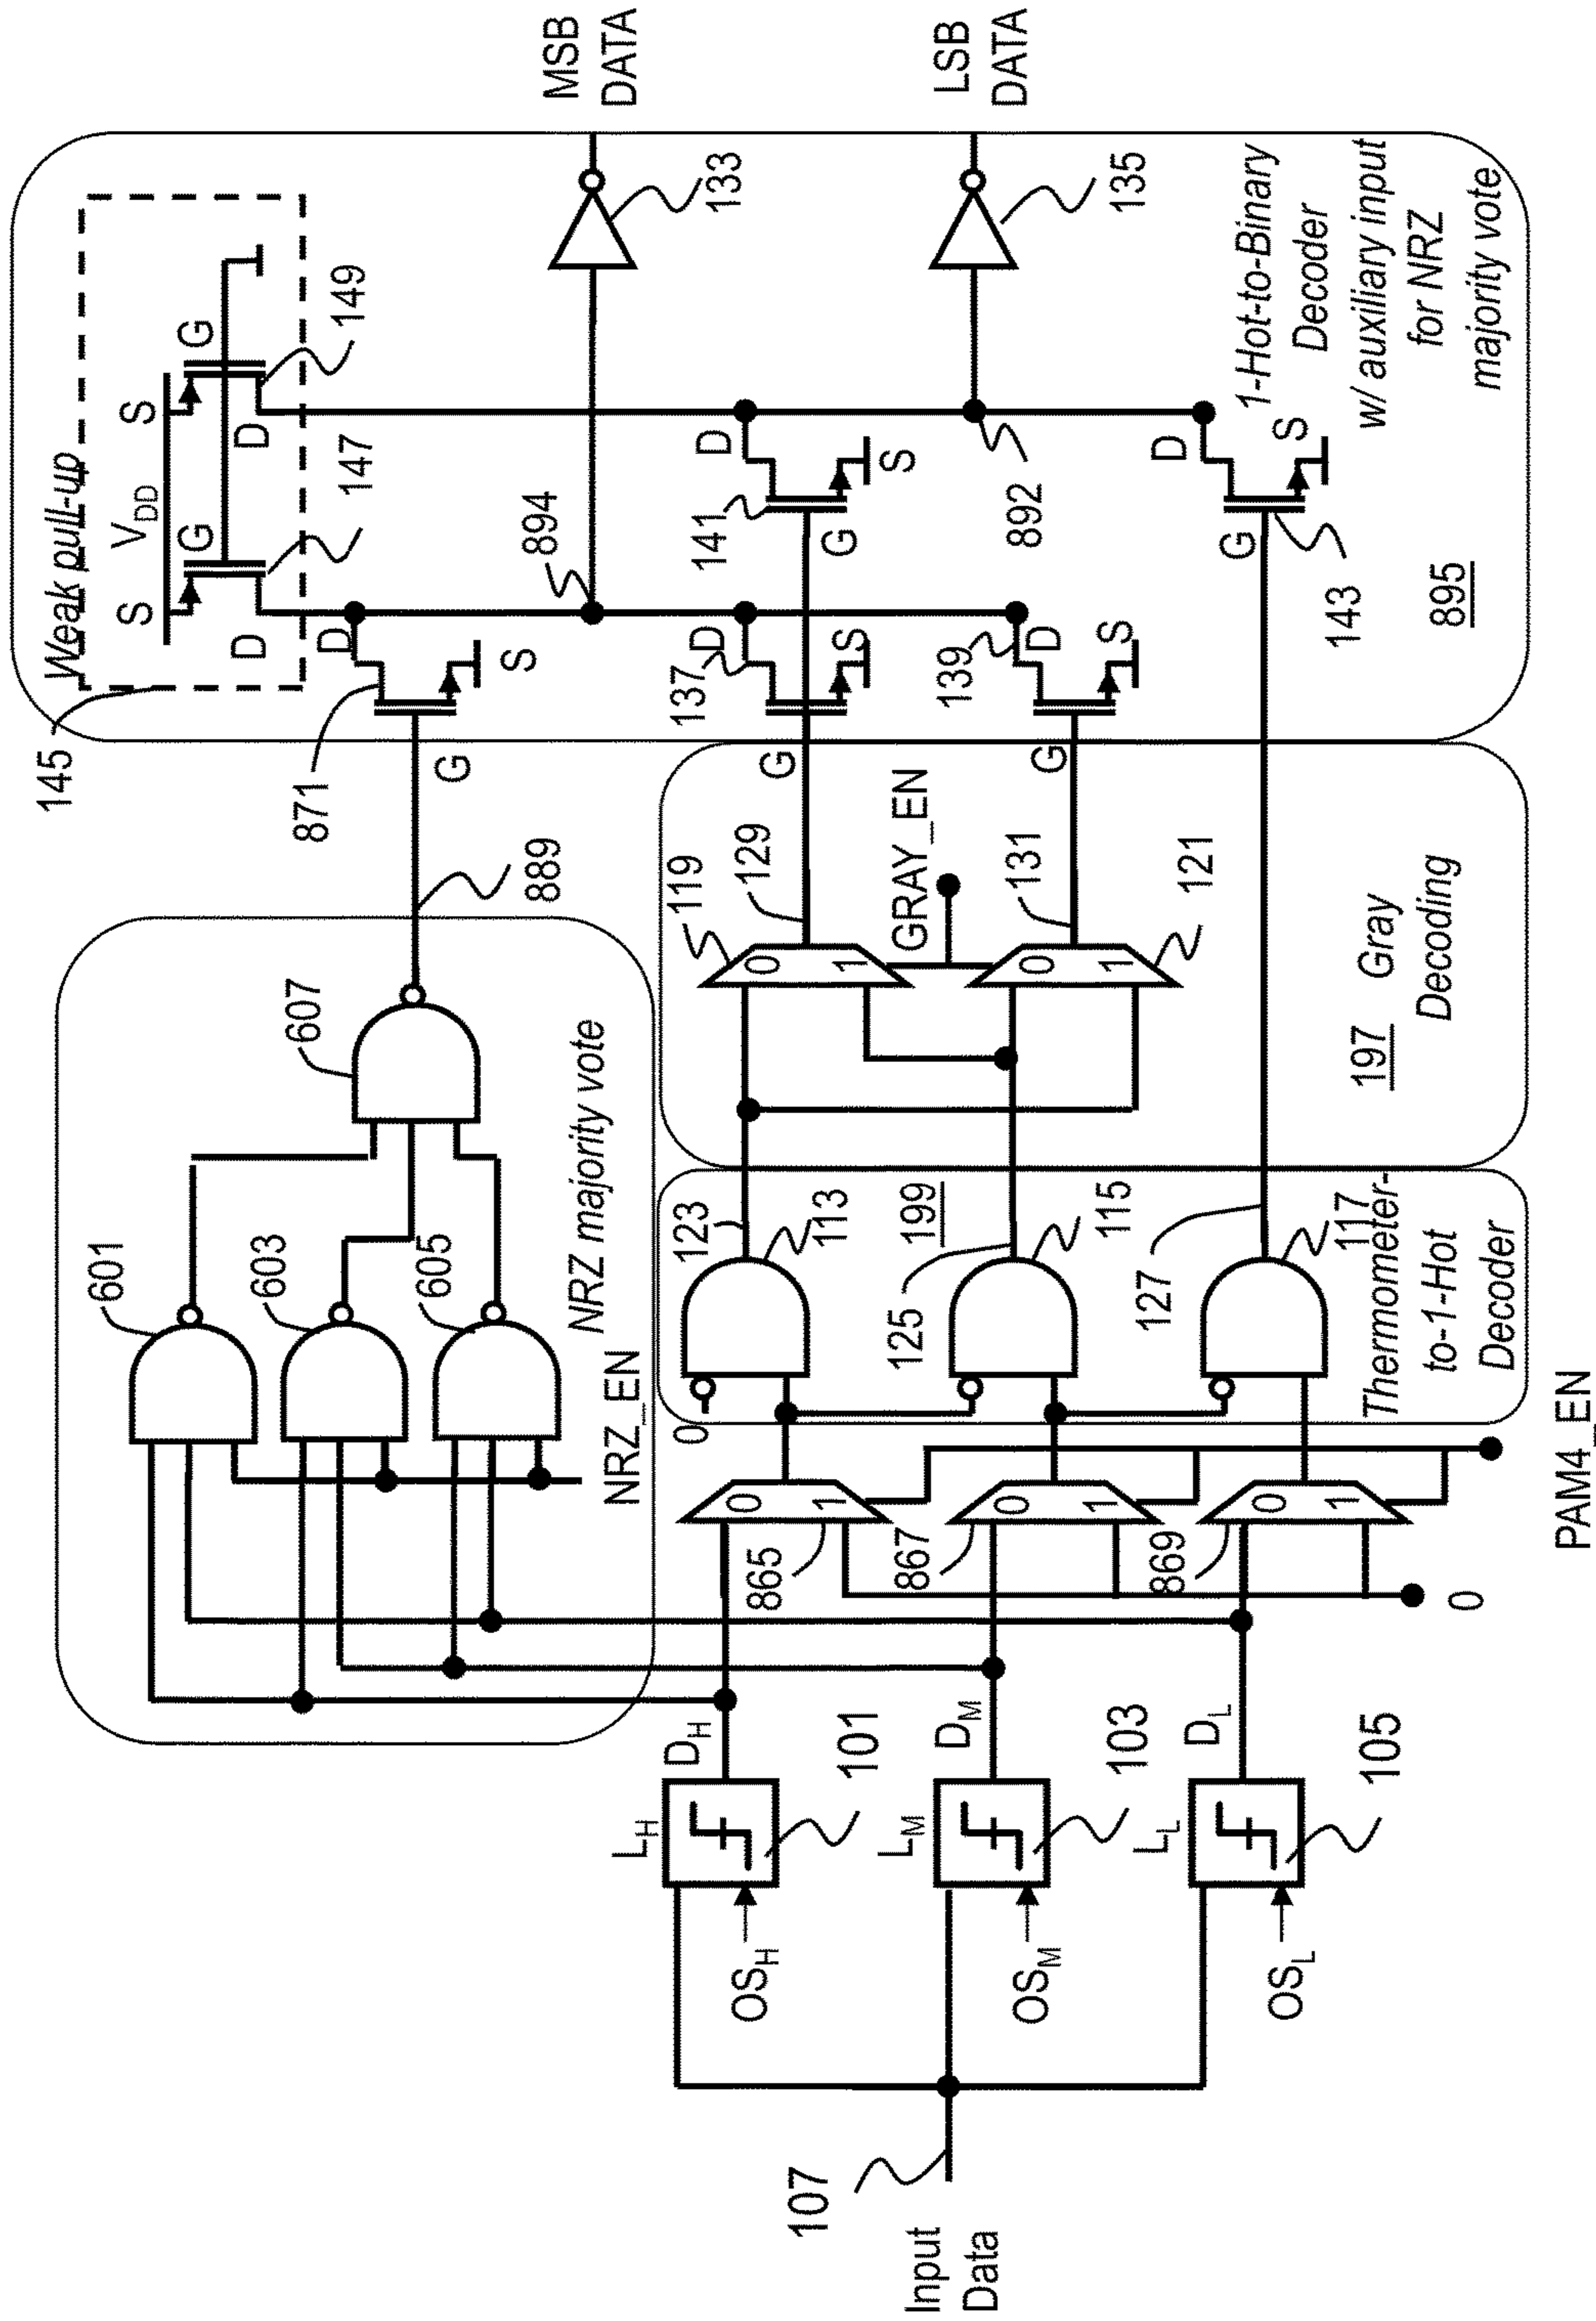 Input
Data
107
OS_H
OS_M
OS_L
L_H
L_M
L_L
101
103
105
D_H
D_M
D_L
865
0
1
867
0
1
869
0
1
0
PAM4_EN
601
603
605
607
NRZ_EN
NRZ majority vote
889
0
123
113
199
125
115
127
117
Thermometer-
to-1-Hot
Decoder
119
0
1
129
GRAY_EN
131
0
1
121
197
Gray
Decoding
145
Weak pull-up
V_DD
S
G
D
147
S
G
D
149
871
G
D
S
894
137
G
D
S
141
G
D
S
139
G
D
S
892
143
G
D
S
895
133
135
1-Hot-to-Binary
Decoder
w/ auxiliary input
for NRZ
majority vote
MSB
DATA
LSB
DATA